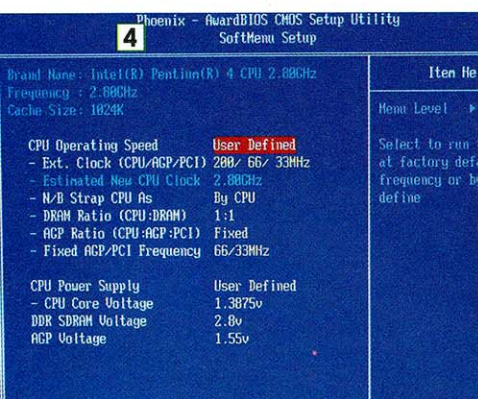 Phoenix - AwardBIOS CMOS Setup Utility
4
SoftMenu Setup
Brand Name: Intel(R) Pentium(R) 4 CPU 2.80GHz
Frequency : 2.80GHz
Cache Size: 1024K
CPU Operating Speed User Defined
- Ext. Clock (CPU/AGP/PCI) 200/ 66/ 33MHz
- Estimated New CPU Clock 2.80GHz
- N/B Strap CPU As By CPU
- DRAM Ratio (CPU:DRAM) 1:1
- AGP Ratio (CPU:AGP:PCI) Fixed
- Fixed AGP/PCI Frequency 66/33MHz
CPU Power Supply User Defined
- CPU Core Voltage 1.3875v
DDR SDRAM Voltage 2.8v
AGP Voltage 1.55v
Item He
Menu Level
Select to run
at factory defa
frequency or by
define